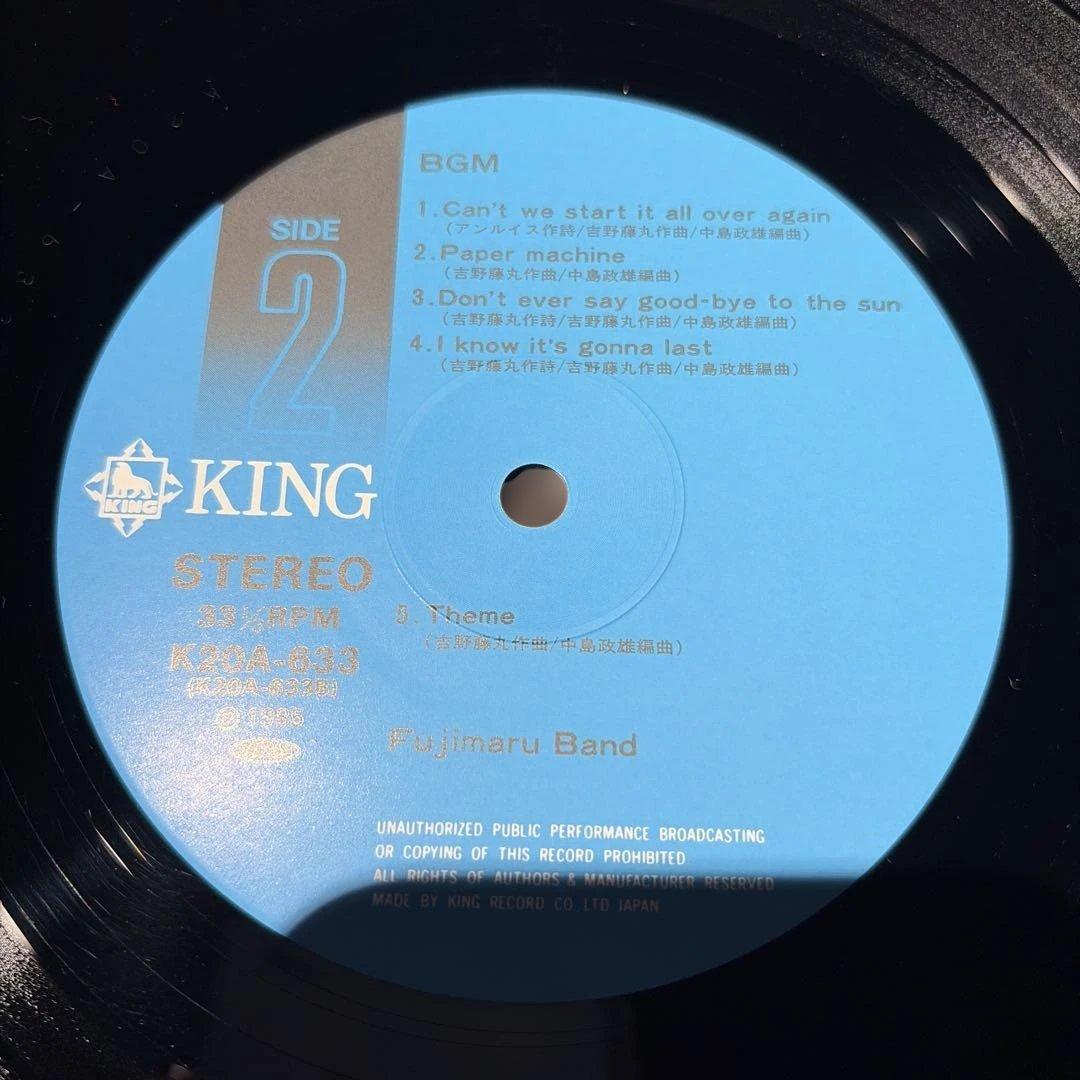 BGM
1.Can't we start it all over again
(アンルイス作詩/吉野藤丸作曲/中島政雄編曲)
2.Paper machine
(吉野藤丸作曲/中島政雄編曲)
3.Don't ever say good-bye to the sun
(吉野藤丸作詩/吉野藤丸作曲/中島政雄編曲)
4.I know it's gonna last
(吉野藤丸作詩/吉野藤丸作曲/中島政雄編曲)
SIDE
2
KING
KING
STEREO
33 1/3 RPM
K20A-633
(K20A-633B)
Ⓟ 1985
5.Theme
(吉野藤丸作曲/中島政雄編曲)
Fujimaru Band
UNAUTHORIZED PUBLIC PERFORMANCE BROADCASTING
OR COPYING OF THIS RECORD PROHIBITED
ALL RIGHTS OF AUTHORS & MANUFACTURER RESERVED
MADE BY KING RECORD CO. LTD JAPAN